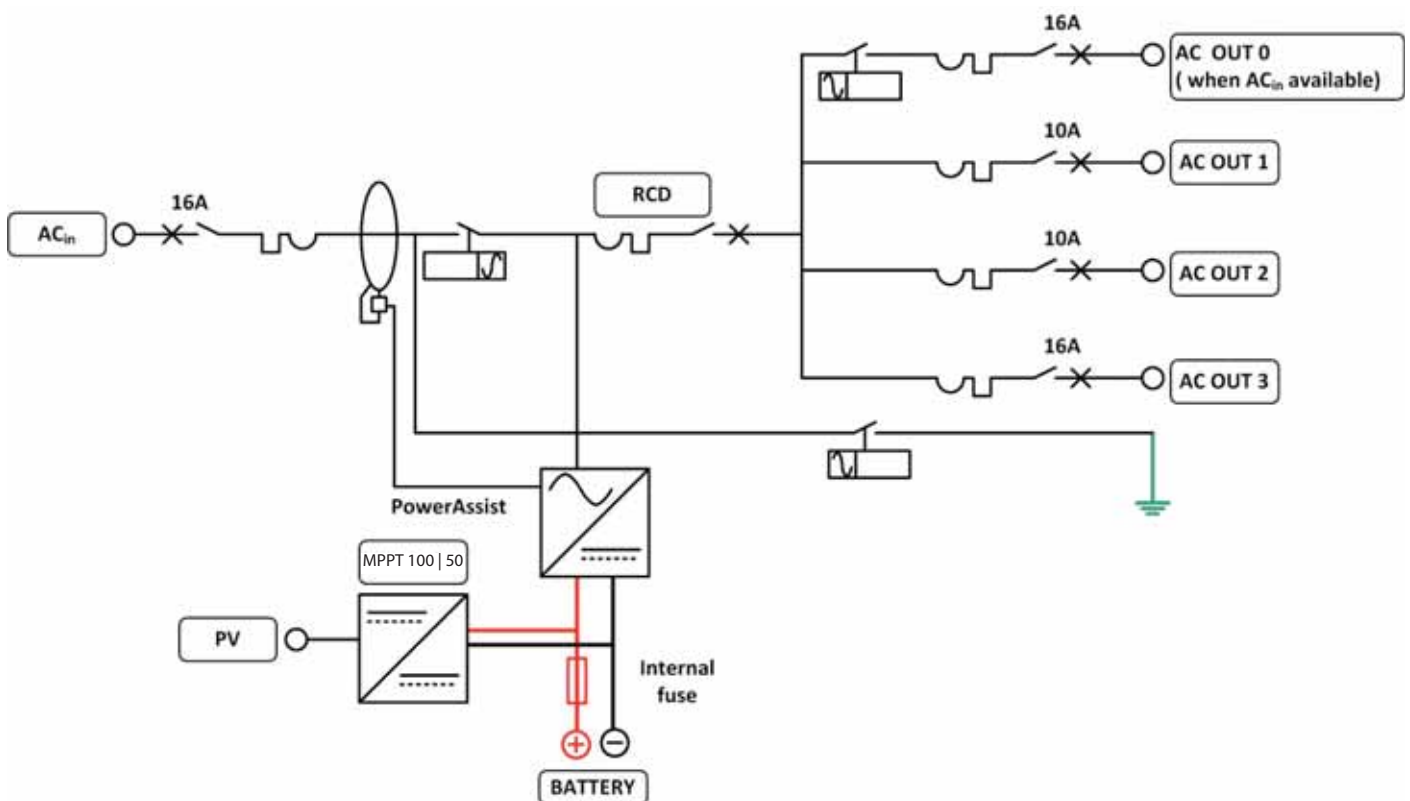 16A
AC OUT 0
( when ACin available)
10A
AC OUT 1
16A
RCD
ACin
10A
AC OUT 2
16A
AC OUT 3
PowerAssist
MPPT 100 | 50
PV
Internal
fuse
+ −
BATTERY